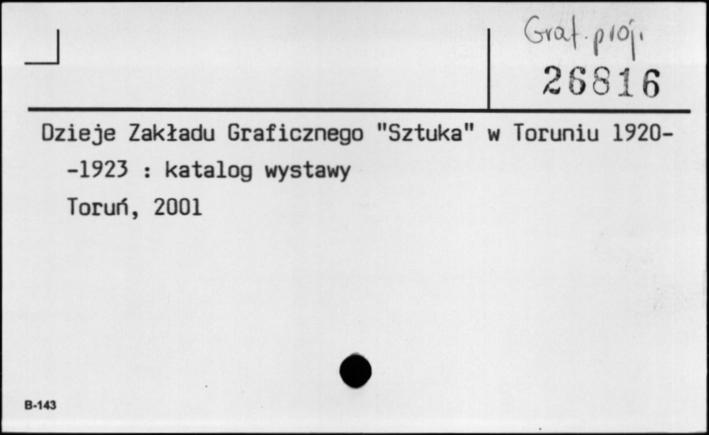 Graf. proj.
26816
Dzieje Zakładu Graficznego "Sztuka" w Toruniu 1920-
-1923 : katalog wystawy
Toruń, 2001
B-143